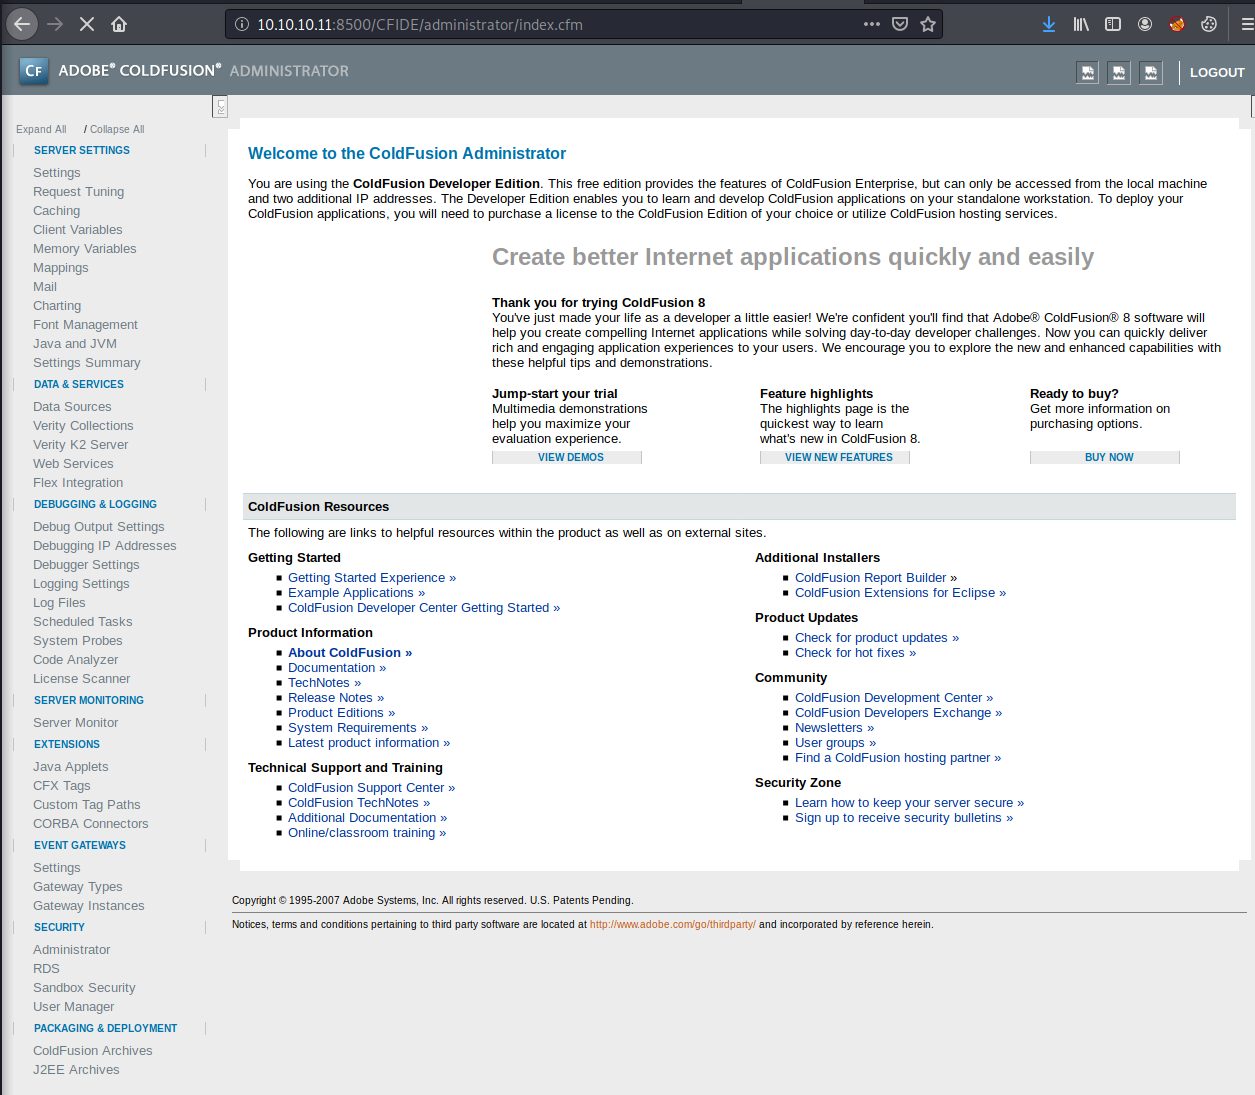 10.10.10.11:8500/CFIDE/administrator/index.cfm
CF ADOBE® COLDFUSION® ADMINISTRATOR
LOGOUT
Expand All / Collapse All
SERVER SETTINGS
Settings
Request Tuning
Caching
Client Variables
Memory Variables
Mappings
Mail
Charting
Font Management
Java and JVM
Settings Summary
DATA & SERVICES
Data Sources
Verity Collections
Verity K2 Server
Web Services
Flex Integration
DEBUGGING & LOGGING
Debug Output Settings
Debugging IP Addresses
Debugger Settings
Logging Settings
Log Files
Scheduled Tasks
System Probes
Code Analyzer
License Scanner
SERVER MONITORING
Server Monitor
EXTENSIONS
Java Applets
CFX Tags
Custom Tag Paths
CORBA Connectors
EVENT GATEWAYS
Settings
Gateway Types
Gateway Instances
SECURITY
Administrator
RDS
Sandbox Security
User Manager
PACKAGING & DEPLOYMENT
ColdFusion Archives
J2EE Archives
Welcome to the ColdFusion Administrator
You are using the ColdFusion Developer Edition. This free edition provides the features of ColdFusion Enterprise, but can only be accessed from the local machine
and two additional IP addresses. The Developer Edition enables you to learn and develop ColdFusion applications on your standalone workstation. To deploy your
ColdFusion applications, you will need to purchase a license to the ColdFusion Edition of your choice or utilize ColdFusion hosting services.
Create better Internet applications quickly and easily
Thank you for trying ColdFusion 8
You've just made your life as a developer a little easier! We're confident you'll find that Adobe® ColdFusion® 8 software will
help you create compelling Internet applications while solving day-to-day developer challenges. Now you can quickly deliver
rich and engaging application experiences to your users. We encourage you to explore the new and enhanced capabilities with
these helpful tips and demonstrations.
Jump-start your trial
Multimedia demonstrations
help you maximize your
evaluation experience.
VIEW DEMOS
Feature highlights
The highlights page is the
quickest way to learn
what's new in ColdFusion 8.
VIEW NEW FEATURES
Ready to buy?
Get more information on
purchasing options.
BUY NOW
ColdFusion Resources
The following are links to helpful resources within the product as well as on external sites.
Getting Started
Getting Started Experience »
Example Applications »
ColdFusion Developer Center Getting Started »
Product Information
About ColdFusion »
Documentation »
TechNotes »
Release Notes »
Product Editions »
System Requirements »
Latest product information »
Technical Support and Training
ColdFusion Support Center »
ColdFusion TechNotes »
Additional Documentation »
Online/classroom training »
Additional Installers
ColdFusion Report Builder »
ColdFusion Extensions for Eclipse »
Product Updates
Check for product updates »
Check for hot fixes »
Community
ColdFusion Development Center »
ColdFusion Developers Exchange »
Newsletters »
User groups »
Find a ColdFusion hosting partner »
Security Zone
Learn how to keep your server secure »
Sign up to receive security bulletins »
Copyright © 1995-2007 Adobe Systems, Inc. All rights reserved. U.S. Patents Pending.
Notices, terms and conditions pertaining to third party software are located at http://www.adobe.com/go/thirdparty/ and incorporated by reference herein.